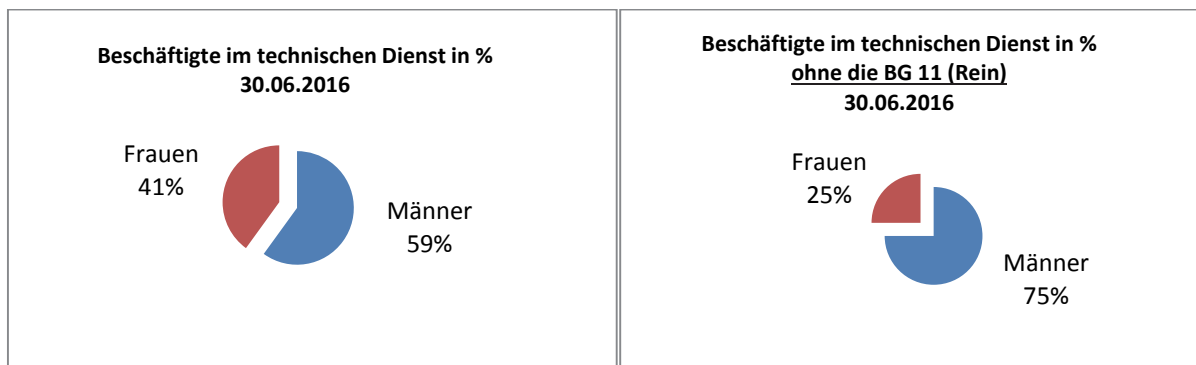 Beschäftigte im technischen Dienst in %
30.06.2016
Frauen
41%
Männer
59%
Beschäftigte im technischen Dienst in %
ohne die BG 11 (Rein)
30.06.2016
Frauen
25%
Männer
75%